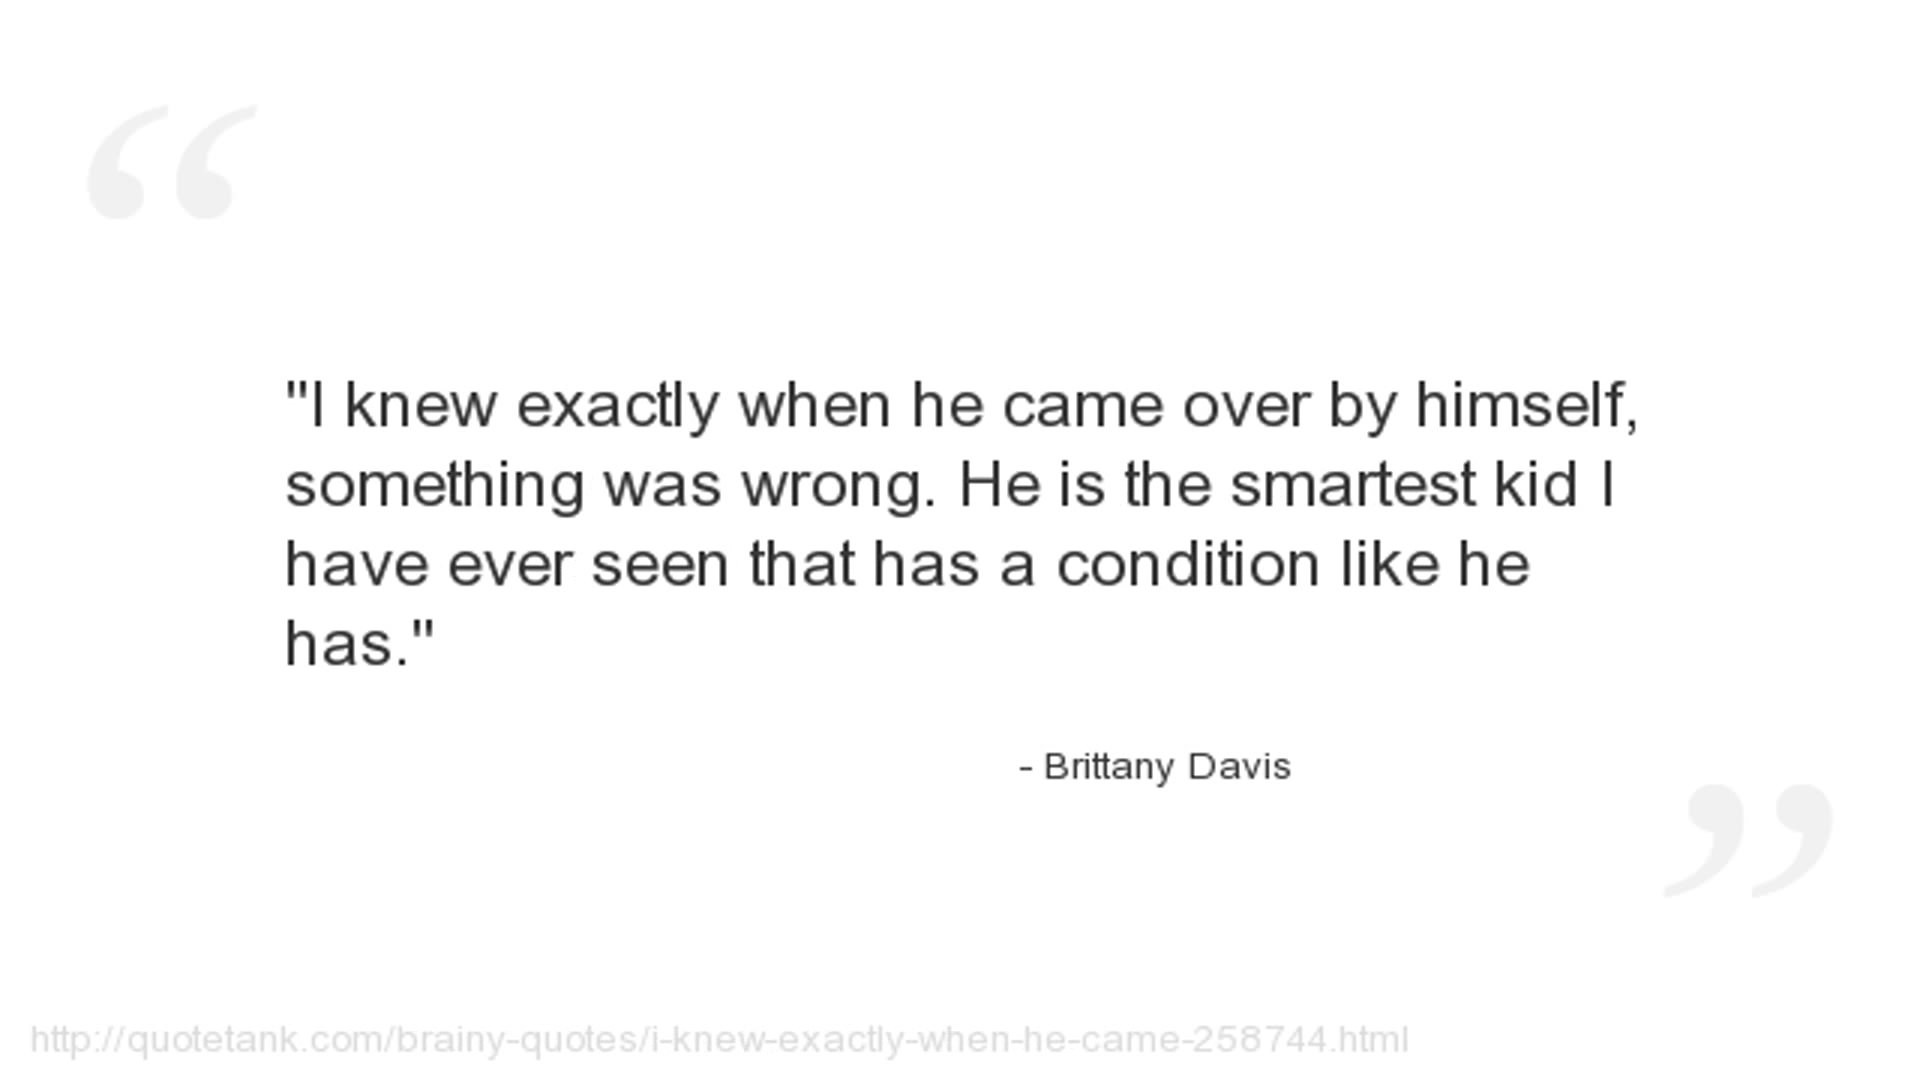 "I knew exactly when he came over by himself,
something was wrong. He is the smartest kid I
have ever seen that has a condition like he
has."
- Brittany Davis
http://quotetank.com/brainy-quotes/i-knew-exactly-when-he-came-258744.html